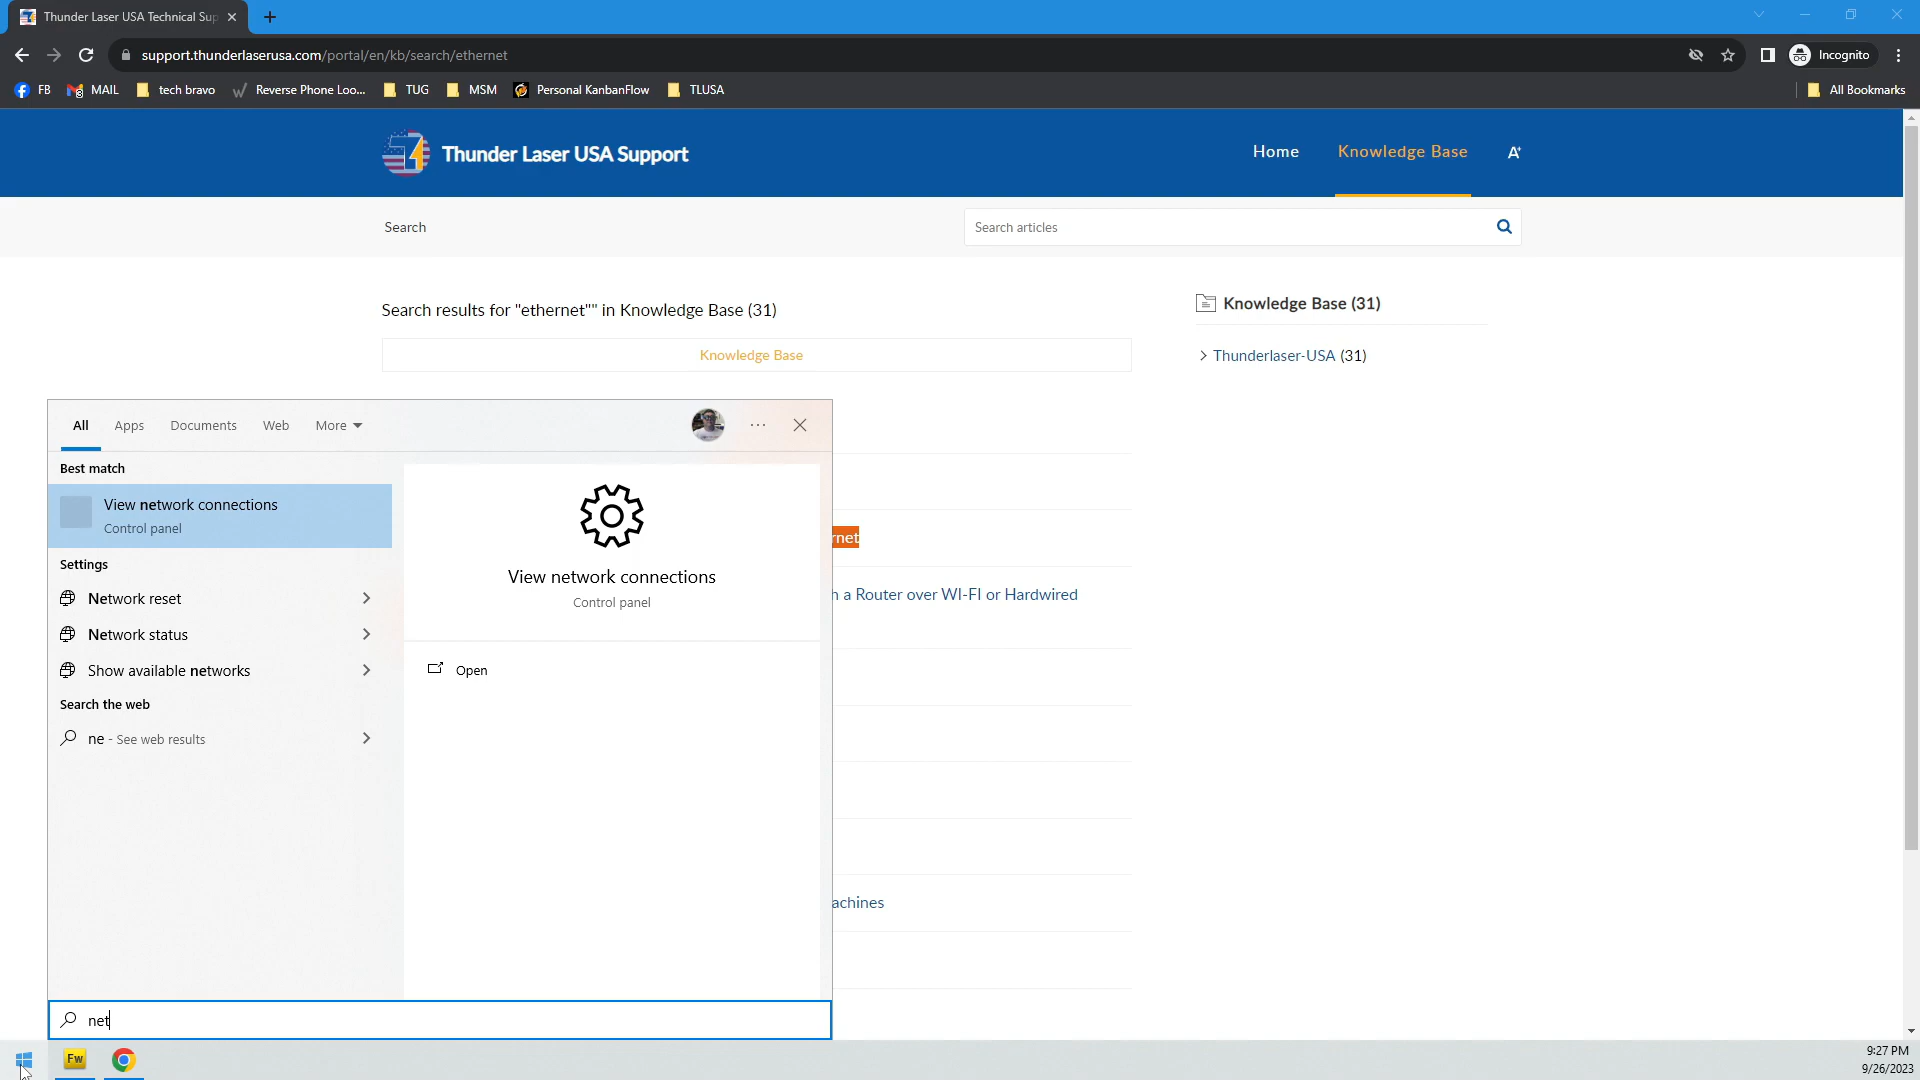 Thunder Laser USA Technical Sup
support.thunderlaserusa.com/portal/en/kb/search/ethernet
Incognito
FB
MAIL
tech bravo
Reverse Phone Loo...
TUG
MSM
Personal KanbanFlow
TLUSA
All Bookmarks
Thunder Laser USA Support
Home
Knowledge Base
A+
Search
Search articles
Search results for "ethernet"" in Knowledge Base (31)
Knowledge Base
Knowledge Base (31)
Thunderlaser-USA (31)
rnet
a Router over WI-FI or Hardwired
achines
All
Apps
Documents
Web
More
Best match
View network connections
Control panel
Settings
Network reset
Network status
Show available networks
Search the web
ne - See web results
View network connections
Control panel
Open
net
Fw
9:27 PM
9/26/2023